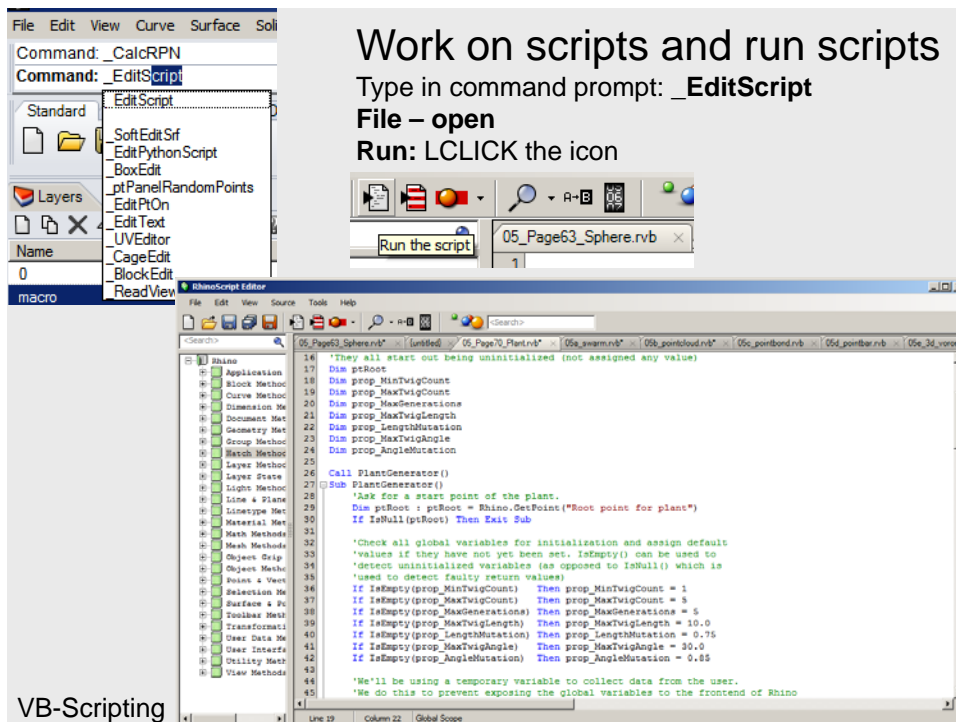 File Edit View Curve Surface Soli
Command: _CalcRPN
Command: _EditScript
_EditScript
_SoftEditSrf
_EditPythonScript
_BoxEdit
_ptPanelRandomPoints
_EditPtOn
_EditText
_UVEditor
_CageEdit
_BlockEdit
_ReadView
Standard
Layers
Name
0
macro
Work on scripts and run scripts
Type in command prompt: _EditScript
File – open
Run: LCLICK the icon
Run the script
05_Page63_Sphere.rvb
1
RhinoScript Editor
File Edit View Source Tools Help
<Search>
<Search>
05_Page63_Sphere.rvb* (untitled) 05_Page70_Plant.rvb* 05a_swarm.rvb* 05b_pointcloud.rvb* 05c_pointbond.rvb 05d_pointbar.rvb 05e_3d_voron
Rhino
Application
Block Method
Curve Method
Dimension Me
Document Met
Geometry Met
Group Method
Hatch Method
Layer Method
Layer State
Light Method
Line & Plane
Linetype Met
Material Met
Math Methods
Mesh Methods
Object Grip
Object Metho
Point & Vect
Selection Me
Surface & Po
Toolbar Meth
Transformati
User Data Me
User Interfa
Utility Meth
View Methods
16 'They all start out being uninitialized (not assigned any value)
17 Dim ptRoot
18 Dim prop_MinTwigCount
19 Dim prop_MaxTwigCount
20 Dim prop_MaxGenerations
21 Dim prop_MaxTwigLength
22 Dim prop_LengthMutation
23 Dim prop_MaxTwigAngle
24 Dim prop_AngleMutation
25
26 Call PlantGenerator()
27 Sub PlantGenerator()
28 'Ask for a start point of the plant.
29 Dim ptRoot : ptRoot = Rhino.GetPoint("Root point for plant")
30 If IsNull(ptRoot) Then Exit Sub
31
32 'Check all global variables for initialization and assign default
33 'values if they have not yet been set. IsEmpty() can be used to
34 'detect uninitialized variables (as opposed to IsNull() which is
35 'used to detect faulty return values)
36 If IsEmpty(prop_MinTwigCount) Then prop_MinTwigCount = 1
37 If IsEmpty(prop_MaxTwigCount) Then prop_MaxTwigCount = 5
38 If IsEmpty(prop_MaxGenerations) Then prop_MaxGenerations = 5
39 If IsEmpty(prop_MaxTwigLength) Then prop_MaxTwigLength = 10.0
40 If IsEmpty(prop_LengthMutation) Then prop_LengthMutation = 0.75
41 If IsEmpty(prop_MaxTwigAngle) Then prop_MaxTwigAngle = 30.0
42 If IsEmpty(prop_AngleMutation) Then prop_AngleMutation = 0.85
43
44 'We'll be using a temporary variable to collect data from the user.
45 'We do this to prevent exposing the global variables to the frontend of Rhino
Line 19 Column 22 Global Scope
VB-Scripting